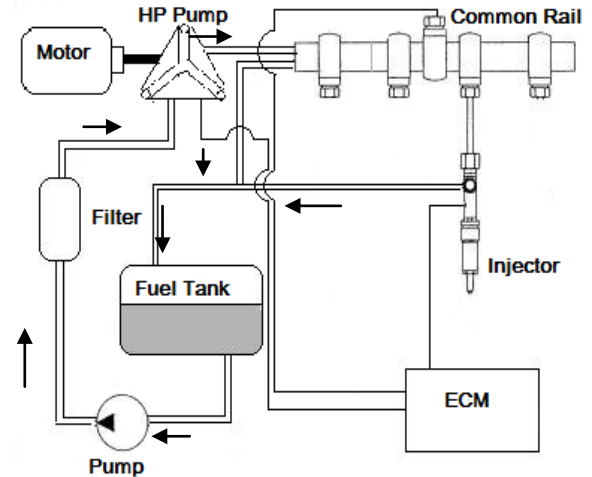 HP Pump
Common Rail
Motor
Filter
Injector
Fuel Tank
ECM
Pump